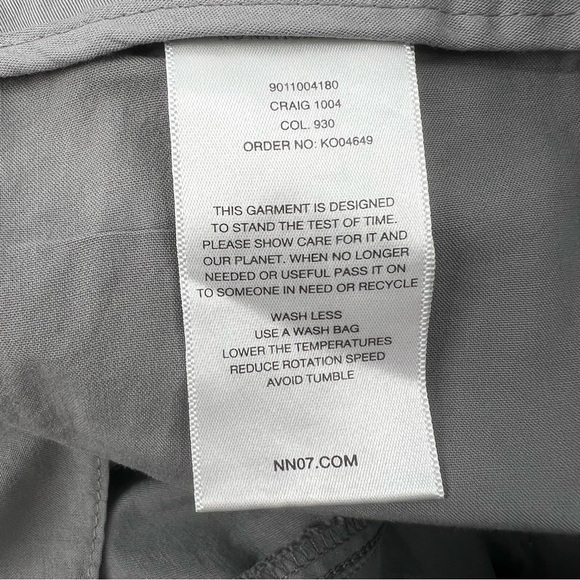 9011004180
CRAIG 1004
COL. 930
ORDER NO: KO04649
THIS GARMENT IS DESIGNED
TO STAND THE TEST OF TIME.
PLEASE SHOW CARE FOR IT AND
OUR PLANET. WHEN NO LONGER
NEEDED OR USEFUL PASS IT ON
TO SOMEONE IN NEED OR RECYCLE
WASH LESS
USE A WASH BAG
LOWER THE TEMPERATURES
REDUCE ROTATION SPEED
AVOID TUMBLE
NN07.COM